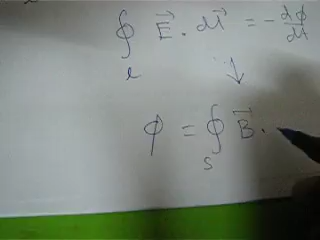 ∮ E⃗ . dl⃗ = - dϕ/dt
l
↓
ϕ = ∮ B⃗ .
S